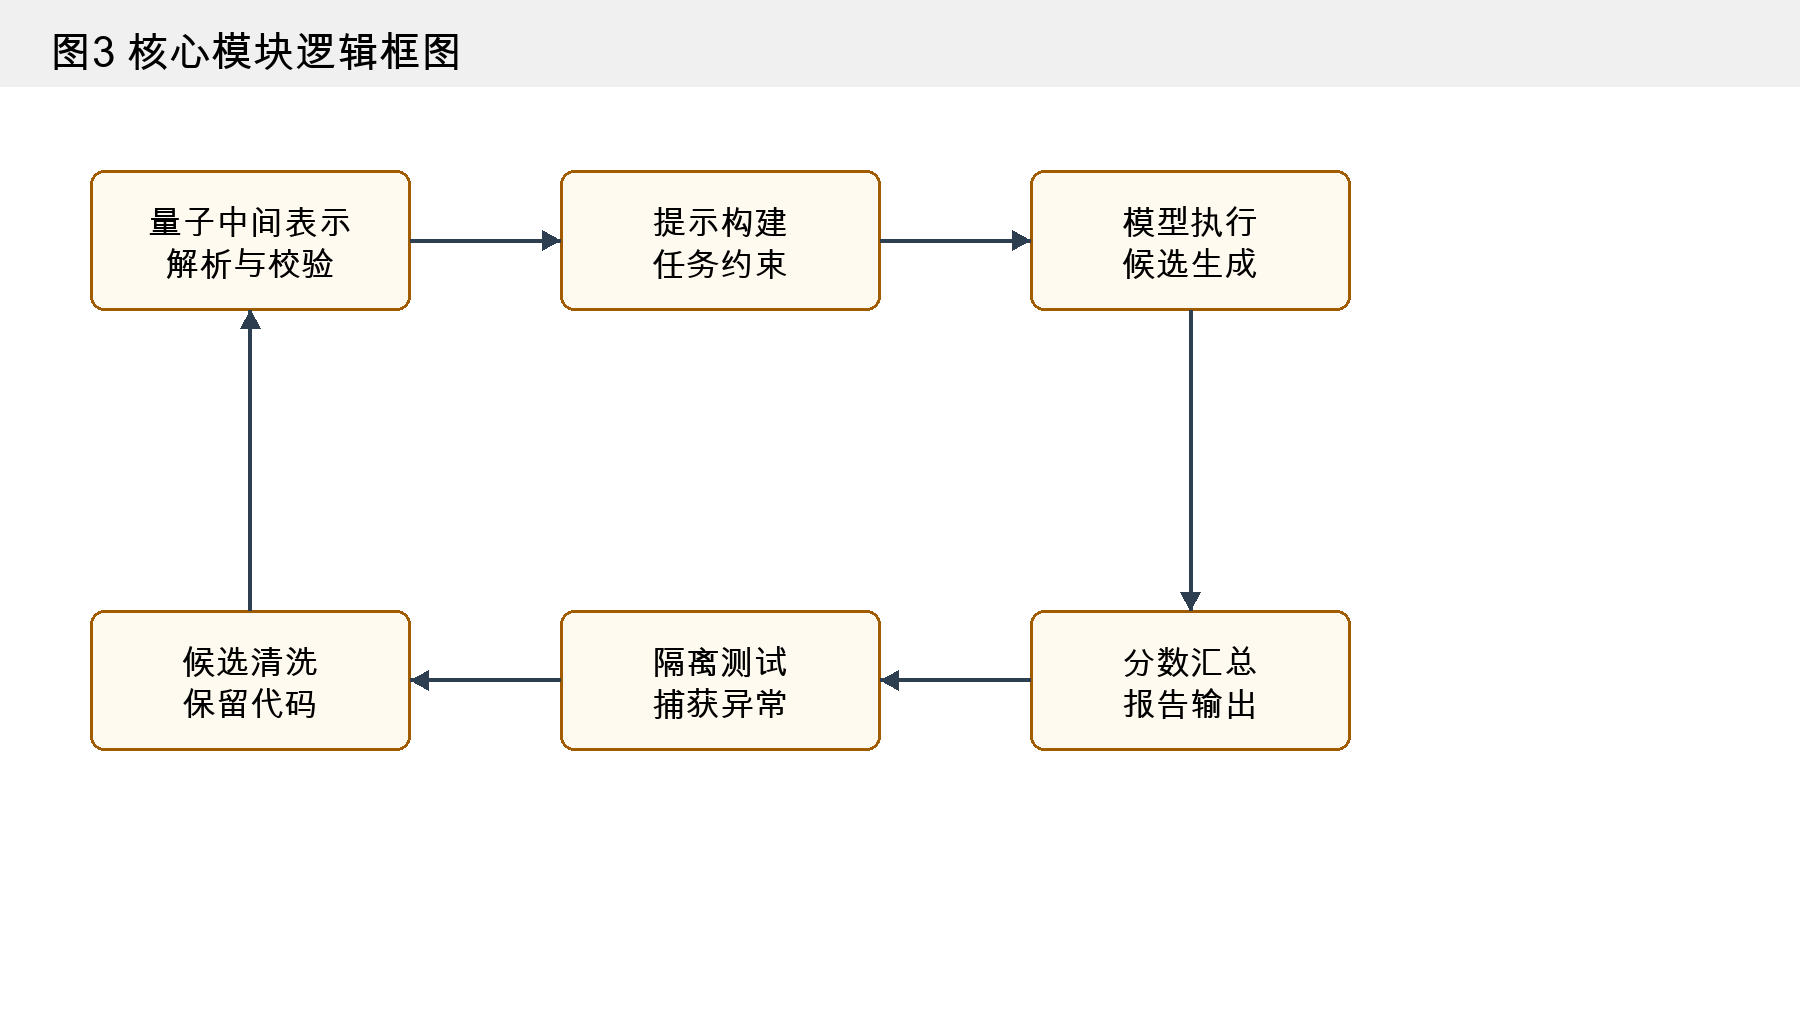 图3 核心模块逻辑框图
量子中间表示
解析与校验
提示构建
任务约束
模型执行
候选生成
候选清洗
保留代码
隔离测试
捕获异常
分数汇总
报告输出